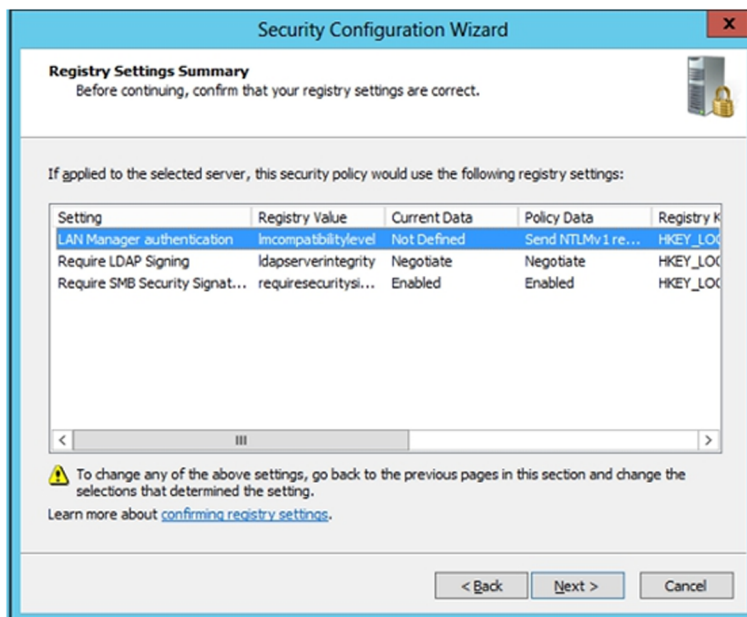 Security Configuration Wizard
x
Registry Settings Summary
Before continuing, confirm that your registry settings are correct.
If applied to the selected server, this security policy would use the following registry settings:
Setting Registry Value Current Data Policy Data Registry K
LAN Manager authentication lmcompatibilitylevel Not Defined Send NTLMv1 re... HKEY_LOC
Require LDAP Signing ldapserverintegrity Negotiate Negotiate HKEY_LOC
Require SMB Security Signat... requiresecuritysi... Enabled Enabled HKEY_LOC
To change any of the above settings, go back to the previous pages in this section and change the
selections that determined the setting.
Learn more about confirming registry settings.
< Back Next > Cancel